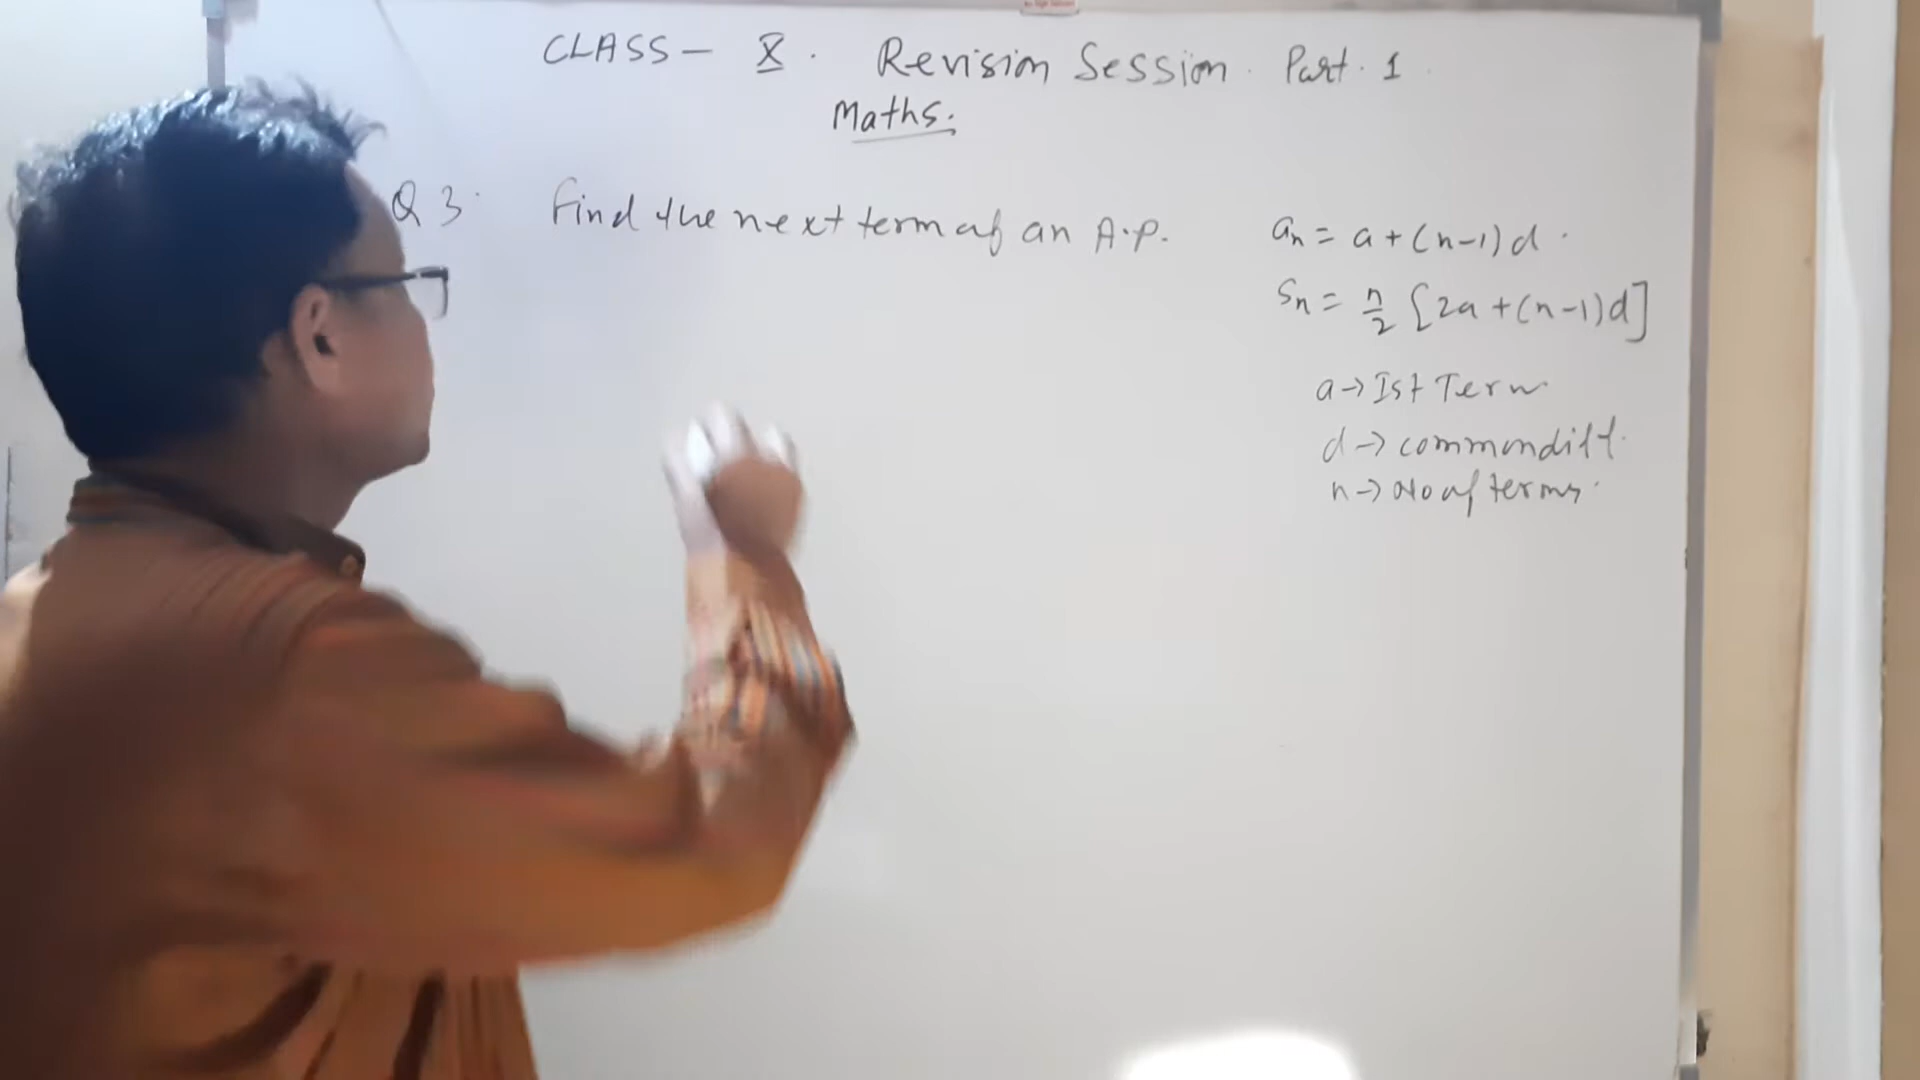 CLASS - X. Revision Session. Part. 1
Maths.
Q 3. Find the next term of an A.P.
an = a + (n-1)d.
Sn = n/2 [2a + (n-1)d]
a → Ist Term
d → common diff.
n → No of terms.